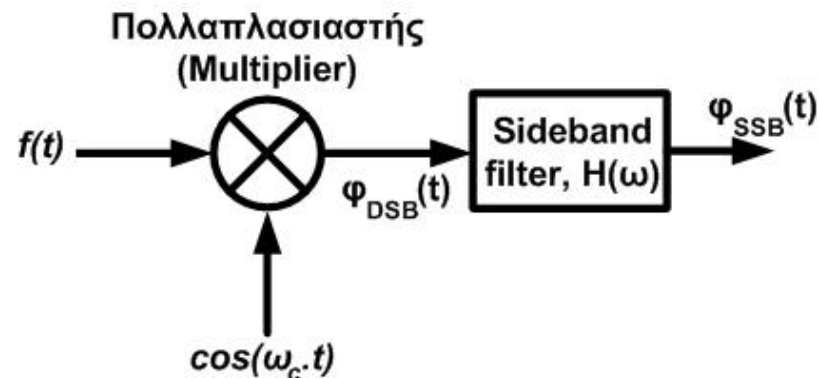 Πολλαπλασιαστής
(Multiplier)
f(t)
φDSB(t)
Sideband
filter, H(ω)
φSSB(t)
cos(ωc.t)